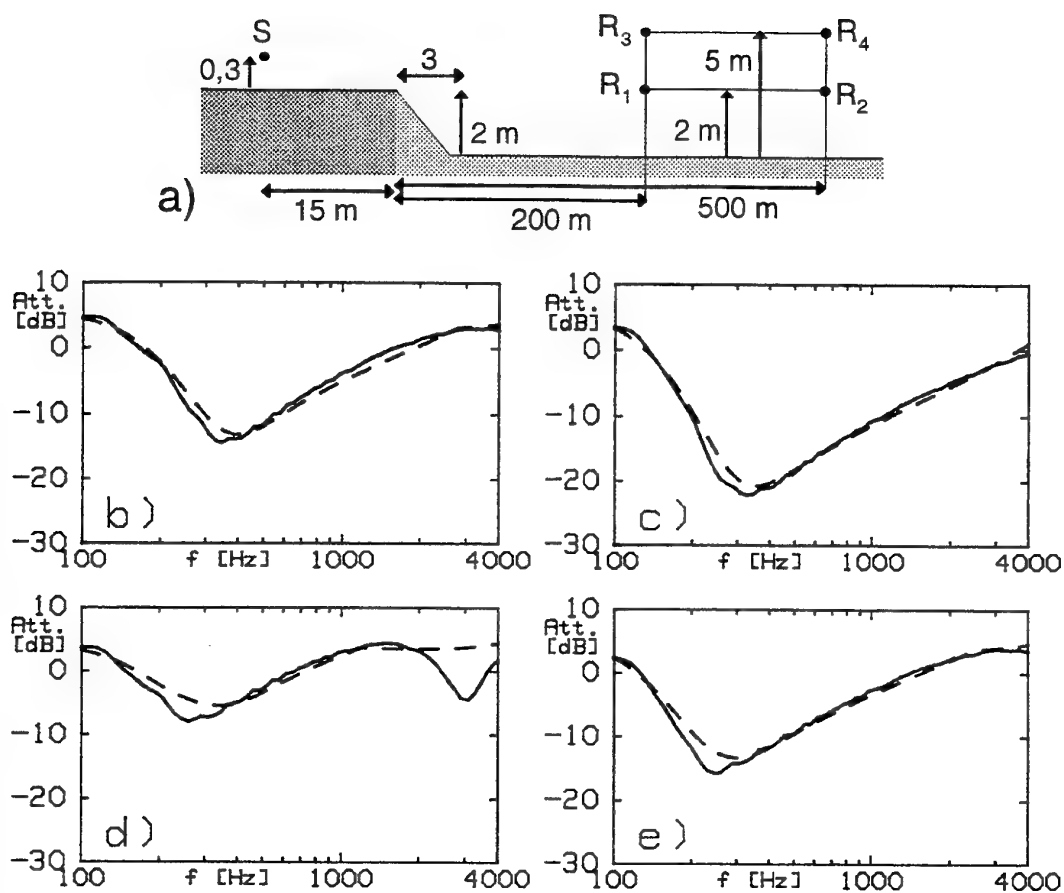 S
0,3
3
2 m
R3
R4
5 m
R1
R2
2 m
a)
15 m
200 m
500 m
10
Att.
[dB]
0
-10
-20
-30
b)
100
f [Hz]
1000
4000
10
Att.
[dB]
0
-10
-20
-30
c)
100
f [Hz]
1000
4000
10
Att.
[dB]
0
-10
-20
-30
d)
100
f [Hz]
1000
4000
10
Att.
[dB]
0
-10
-20
-30
e)
100
f [Hz]
1000
4000